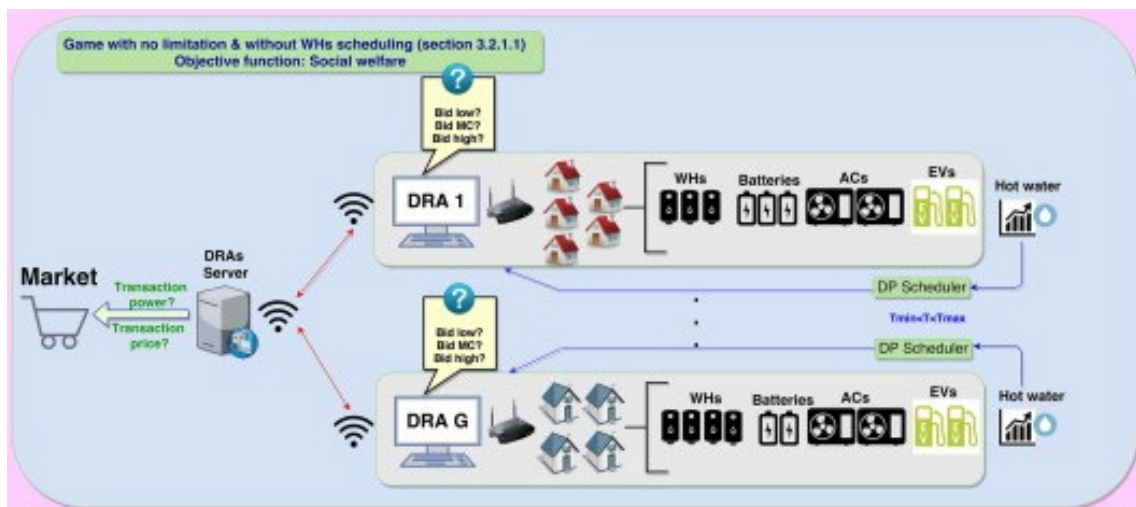 Game with no limitation & without WHs scheduling (section 3.2.1.1)
Objective function: Social welfare
?
Bid low?
Bid MC?
Bid high?
DRA 1
WHs
Batteries
ACs
EVs
Hot water
DRAs
Server
Market
Transaction
power?
Transaction
price?
DP Scheduler
Tmin<T<Tmax
DP Scheduler
?
Bid low?
Bid MC?
Bid high?
DRA G
WHs
Batteries
ACs
EVs
Hot water